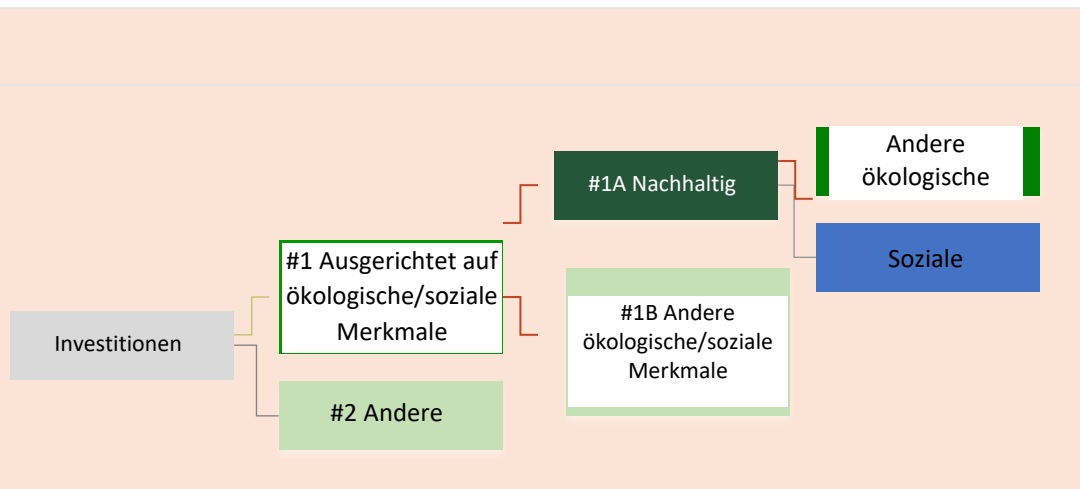 Investitionen
#1 Ausgerichtet auf
ökologische/soziale
Merkmale
#2 Andere
#1A Nachhaltig
#1B Andere
ökologische/soziale
Merkmale
Andere
ökologische
Soziale